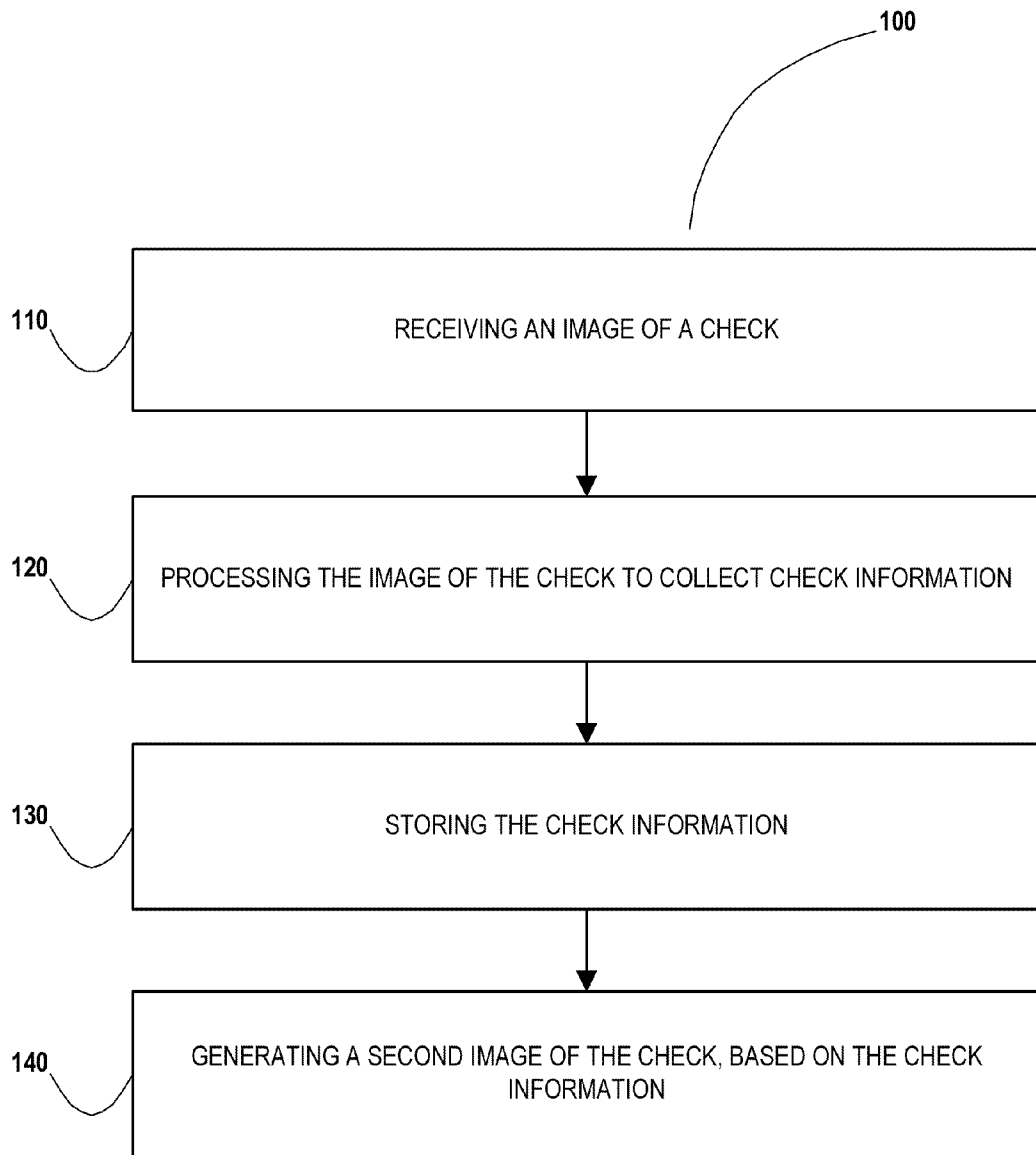 100
110
RECEIVING AN IMAGE OF A CHECK
120
PROCESSING THE IMAGE OF THE CHECK TO COLLECT CHECK INFORMATION
130
STORING THE CHECK INFORMATION
140
GENERATING A SECOND IMAGE OF THE CHECK, BASED ON THE CHECK
INFORMATION